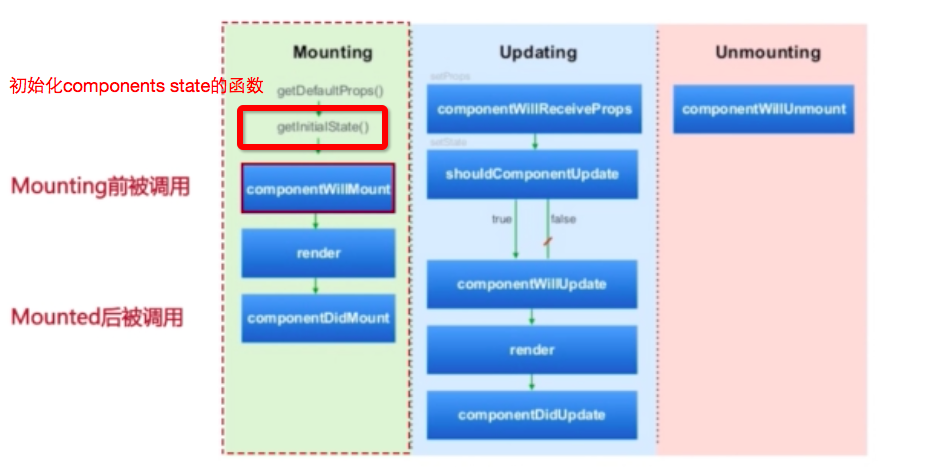 Mounting
Updating
Unmounting
初始化components state的函数
getDefaultProps()
getInitialState()
Mounting前被调用
componentWillMount
render
Mounted后被调用
componentDidMount
setProps
componentWillReceiveProps
setState
shouldComponentUpdate
true
false
componentWillUpdate
render
componentDidUpdate
componentWillUnmount